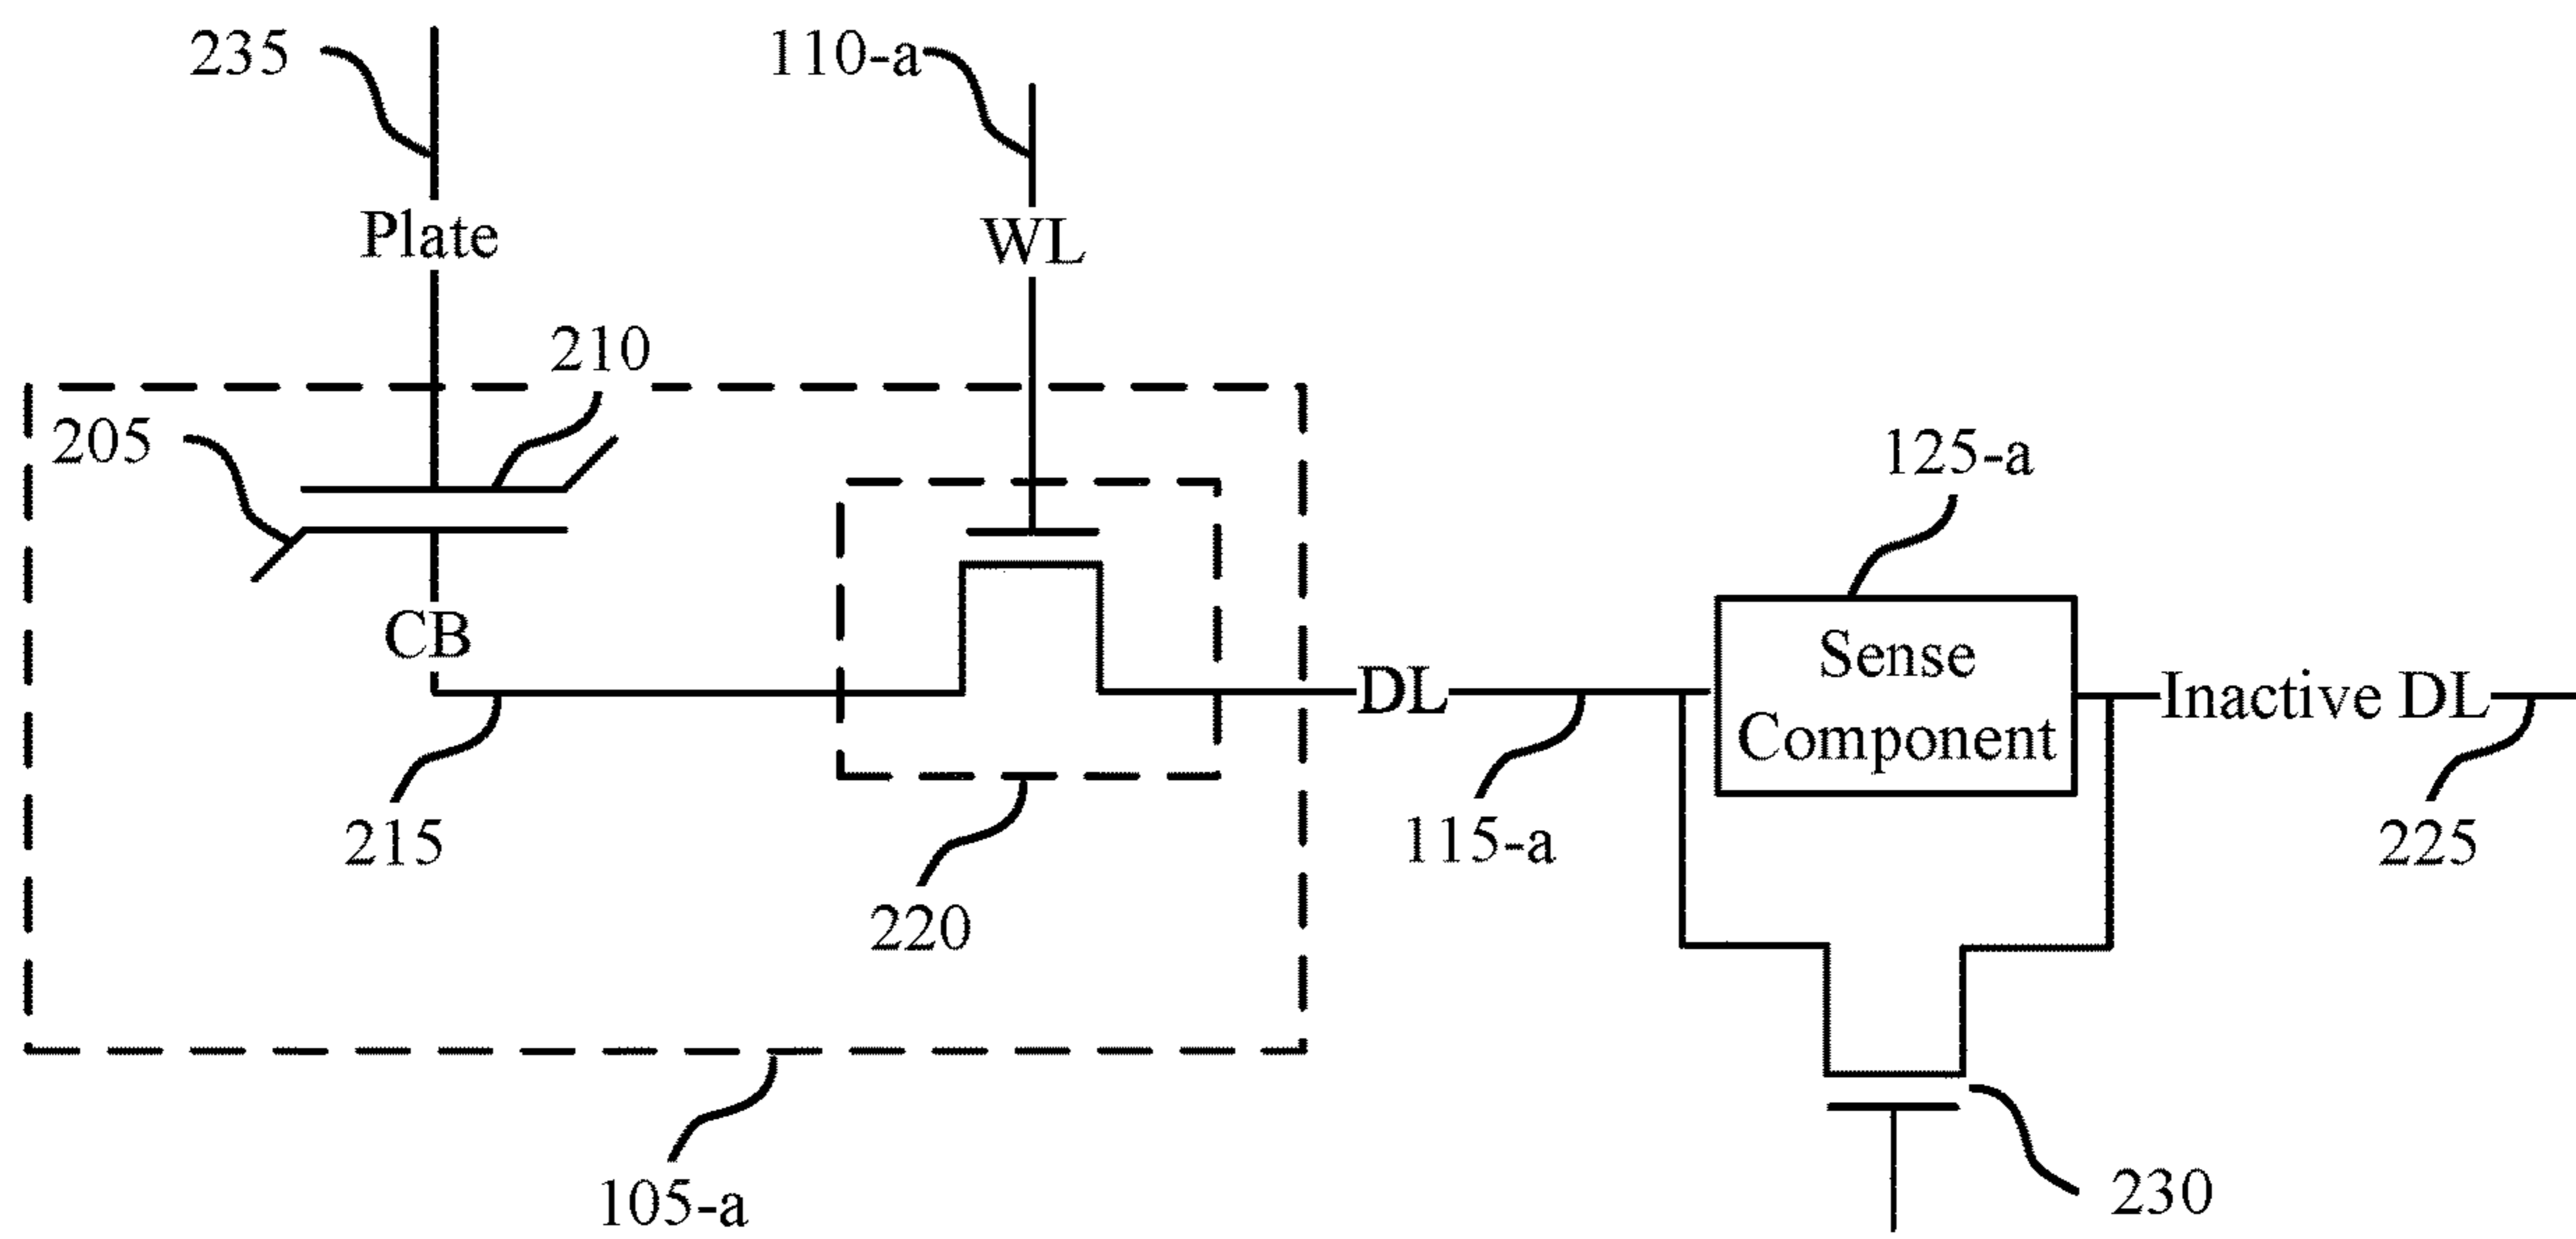 235
110-a
Plate
WL
210
205
125-a
CB
Sense
Component
DL
Inactive DL
215
115-a
225
220
105-a
230